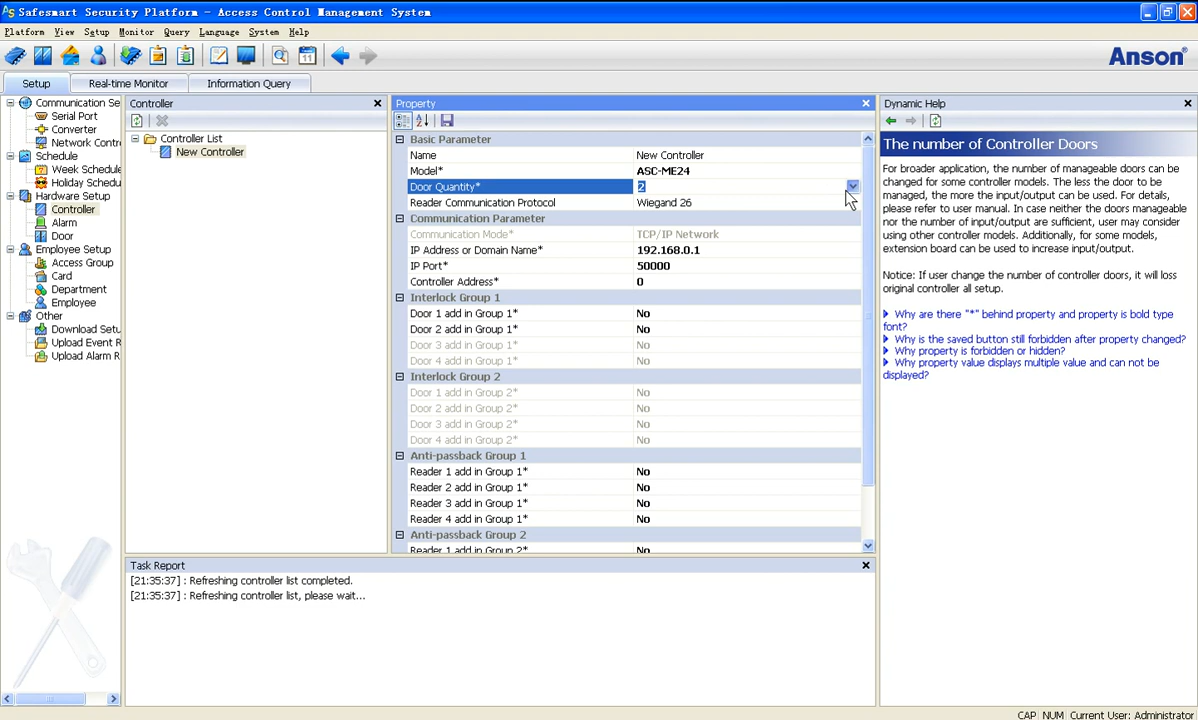 Safesmart Security Platform - Access Control Management System
Platform View Setup Monitor Query Language System Help
Anson®
Setup Real-time Monitor Information Query
Communication Se
Serial Port
Converter
Network Contr
Schedule
Week Schedul
Holiday Schedu
Hardware Setup
Controller
Alarm
Door
Employee Setup
Access Group
Card
Department
Employee
Other
Download Setu
Upload Event R
Upload Alarm R
Controller
Controller List
New Controller
Property
Basic Parameter
Name New Controller
Model* ASC-ME24
Door Quantity* 2
Reader Communication Protocol Wiegand 26
Communication Parameter
Communication Mode* TCP/IP Network
IP Address or Domain Name* 192.168.0.1
IP Port* 50000
Controller Address* 0
Interlock Group 1
Door 1 add in Group 1* No
Door 2 add in Group 1* No
Door 3 add in Group 1* No
Door 4 add in Group 1* No
Interlock Group 2
Door 1 add in Group 2* No
Door 2 add in Group 2* No
Door 3 add in Group 2* No
Door 4 add in Group 2* No
Anti-passback Group 1
Reader 1 add in Group 1* No
Reader 2 add in Group 1* No
Reader 3 add in Group 1* No
Reader 4 add in Group 1* No
Anti-passback Group 2
Reader 1 add in Group 2* No
Dynamic Help
The number of Controller Doors
For broader application, the number of manageable doors can be
changed for some controller models. The less the door to be
managed, the more the input/output can be used. For details,
please refer to user manual. In case neither the doors manageable
nor the number of input/output are sufficient, user may consider
using other controller models. Additionally, for some models,
extension board can be used to increase input/output.
Notice: If user change the number of controller doors, it will loss
original controller all setup.
Why are there "*" behind property and property is bold type
font?
Why is the saved button still forbidden after property changed?
Why property is forbidden or hidden?
Why property value displays multiple value and can not be
displayed?
Task Report
[21:35:37] : Refreshing controller list completed.
[21:35:37] : Refreshing controller list, please wait...
CAP NUM Current User: Administrator